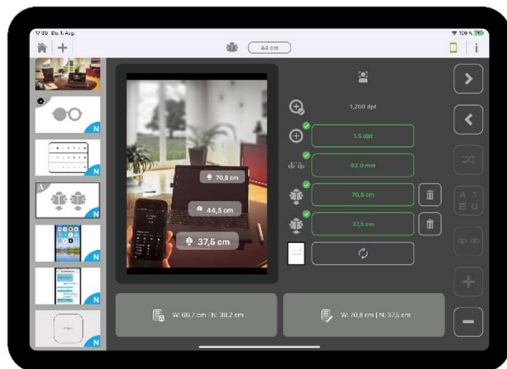 100 %
44 cm
N
A
N
N
N
N
70,8 cm
44,5 cm
37,5 cm
1.250 dpt
1.5 dpt
62.0 mm
70,8 cm
37,5 cm
A T
E O
W: 66,7 cm | N: 38,2 cm
W: 70,8 cm | N: 37,5 cm